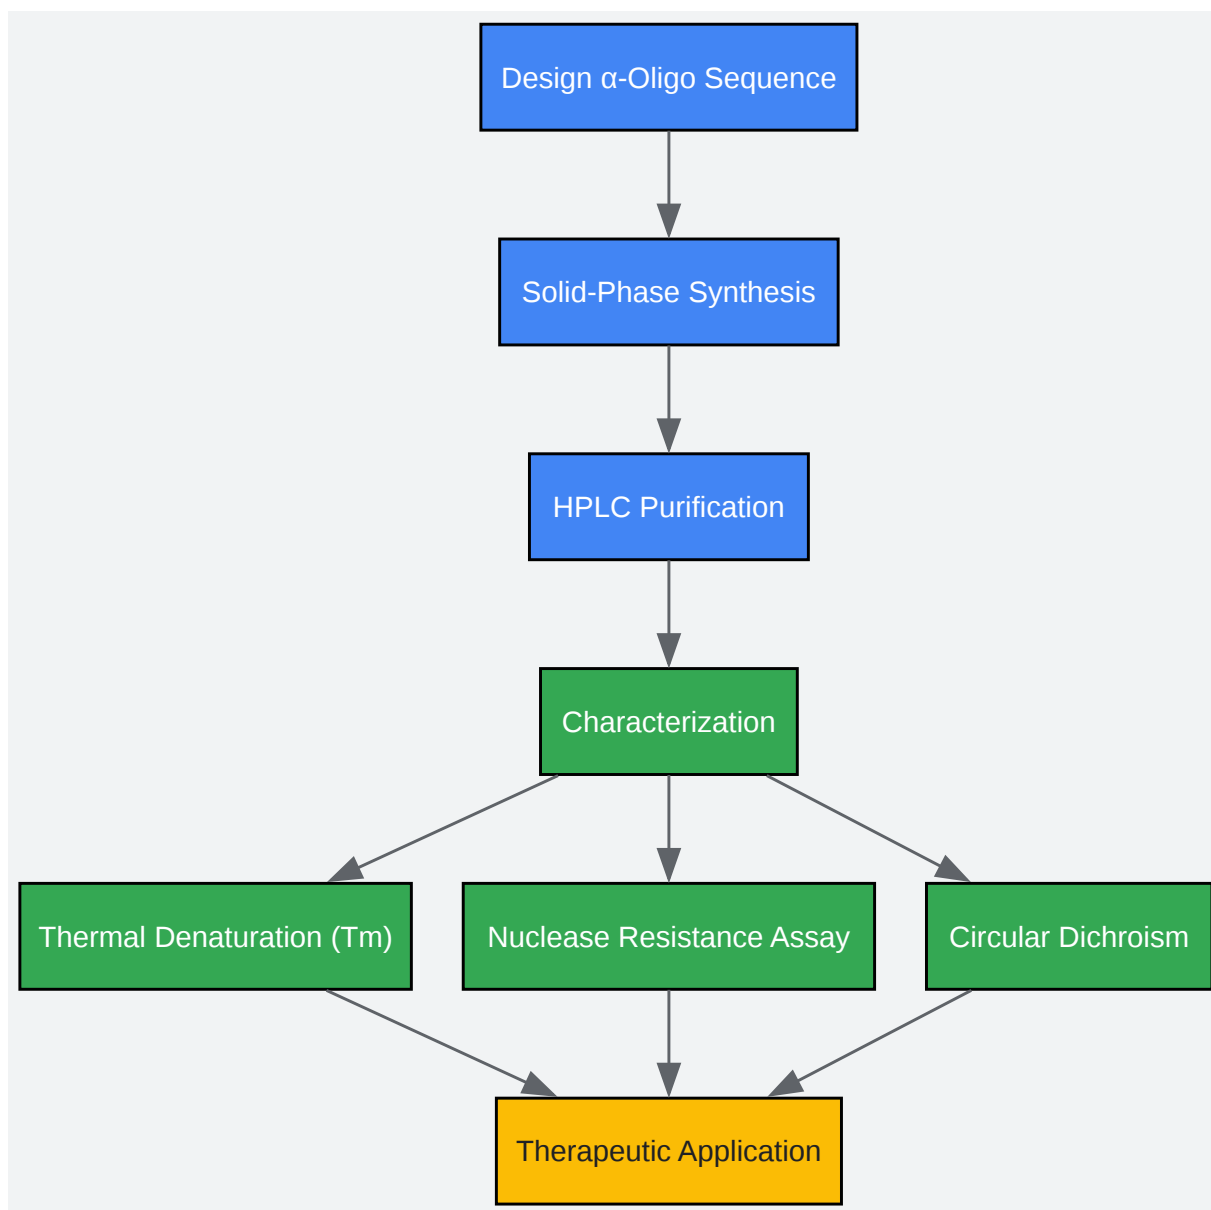 Design α-Oligo Sequence
Solid-Phase Synthesis
HPLC Purification
Characterization
Thermal Denaturation (Tm)
Nuclease Resistance Assay
Circular Dichroism
Therapeutic Application